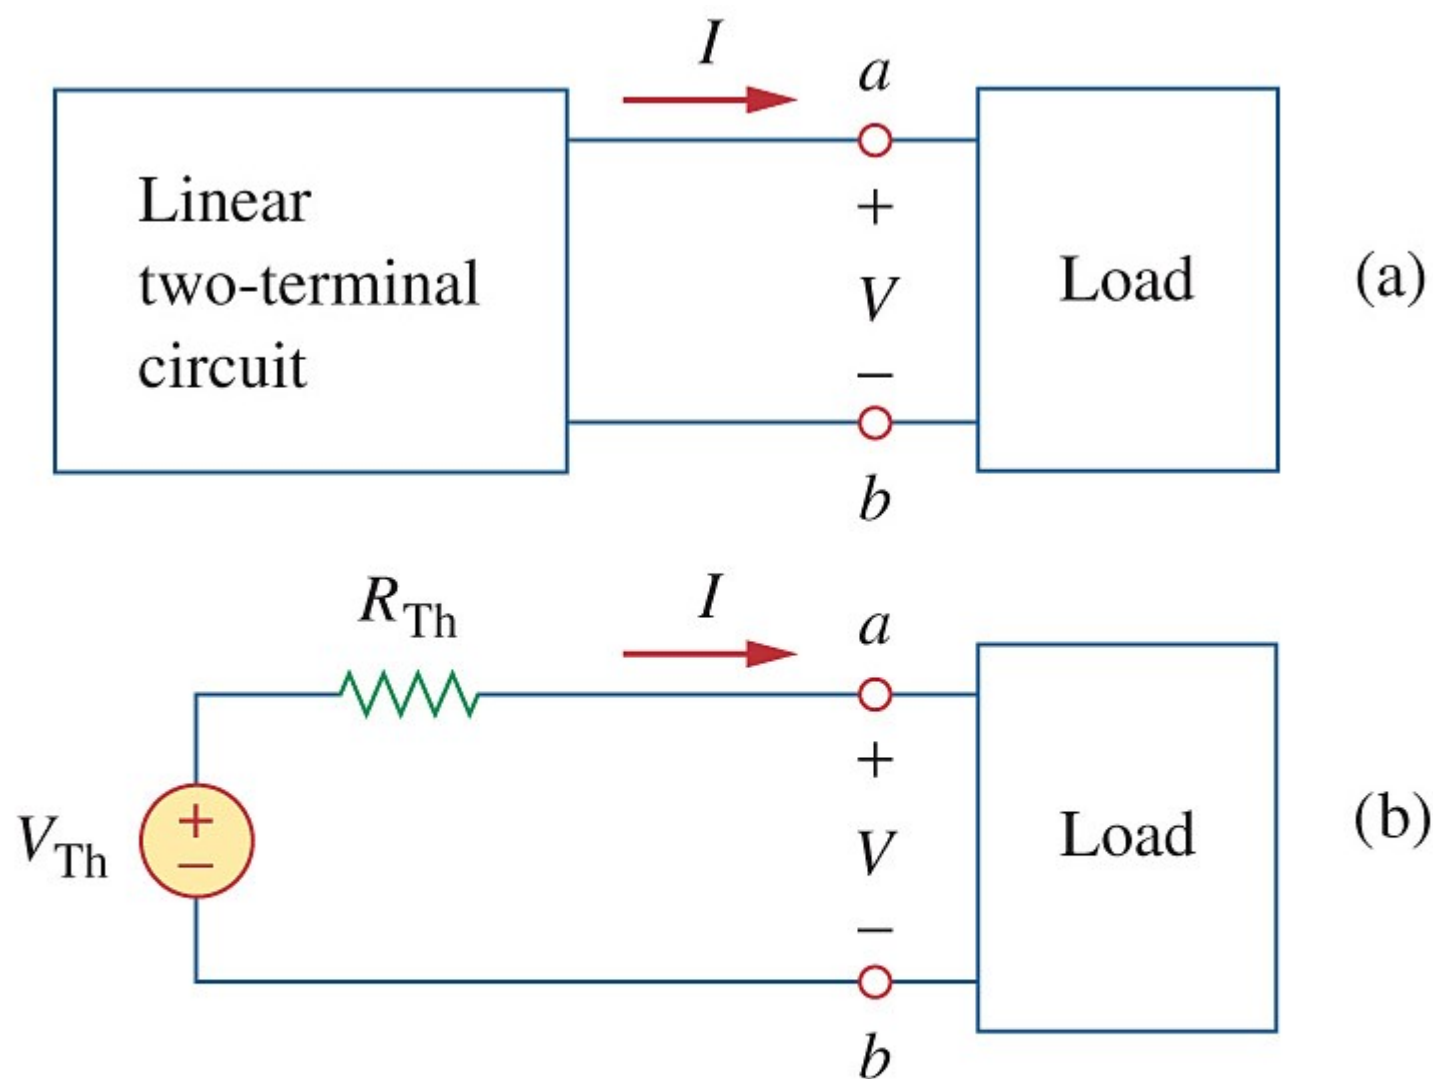 I
a
Linear
two-terminal
circuit
+
V
−
Load
(a)
b
R_Th
I
a
V_Th
+
−
+
V
−
Load
(b)
b